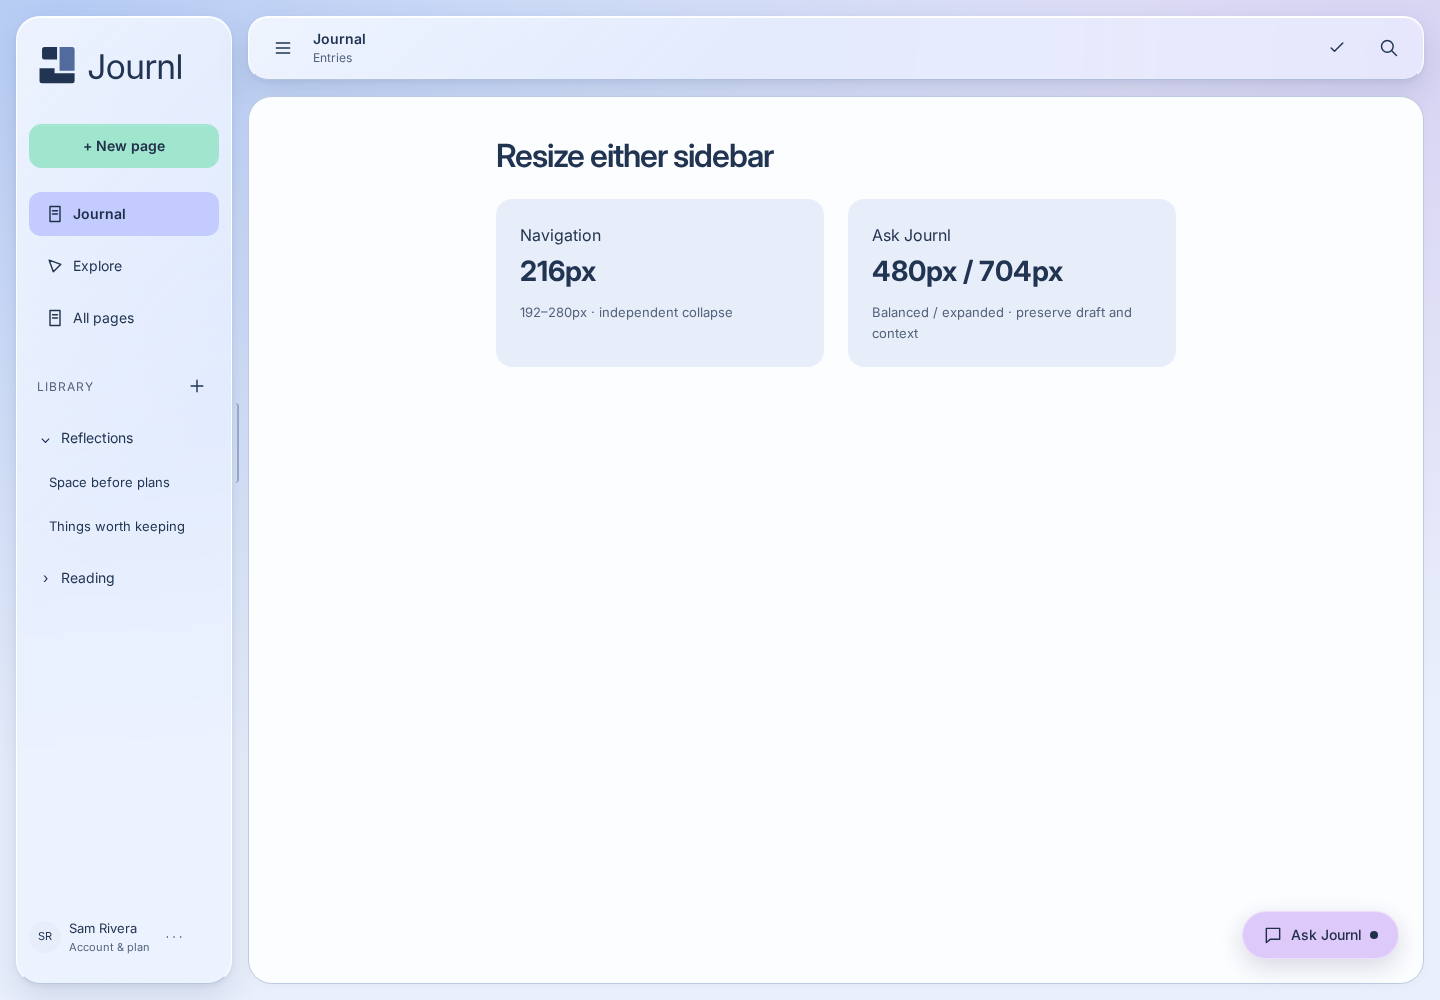 Journl
+ New page
Journal
Explore
All pages
LIBRARY
Reflections
Space before plans
Things worth keeping
Reading
SR
Sam Rivera
Account & plan
Journal
Entries
Resize either sidebar
Navigation
216px
192–280px · independent collapse
Ask Journl
480px / 704px
Balanced / expanded · preserve draft and
context
Ask Journl